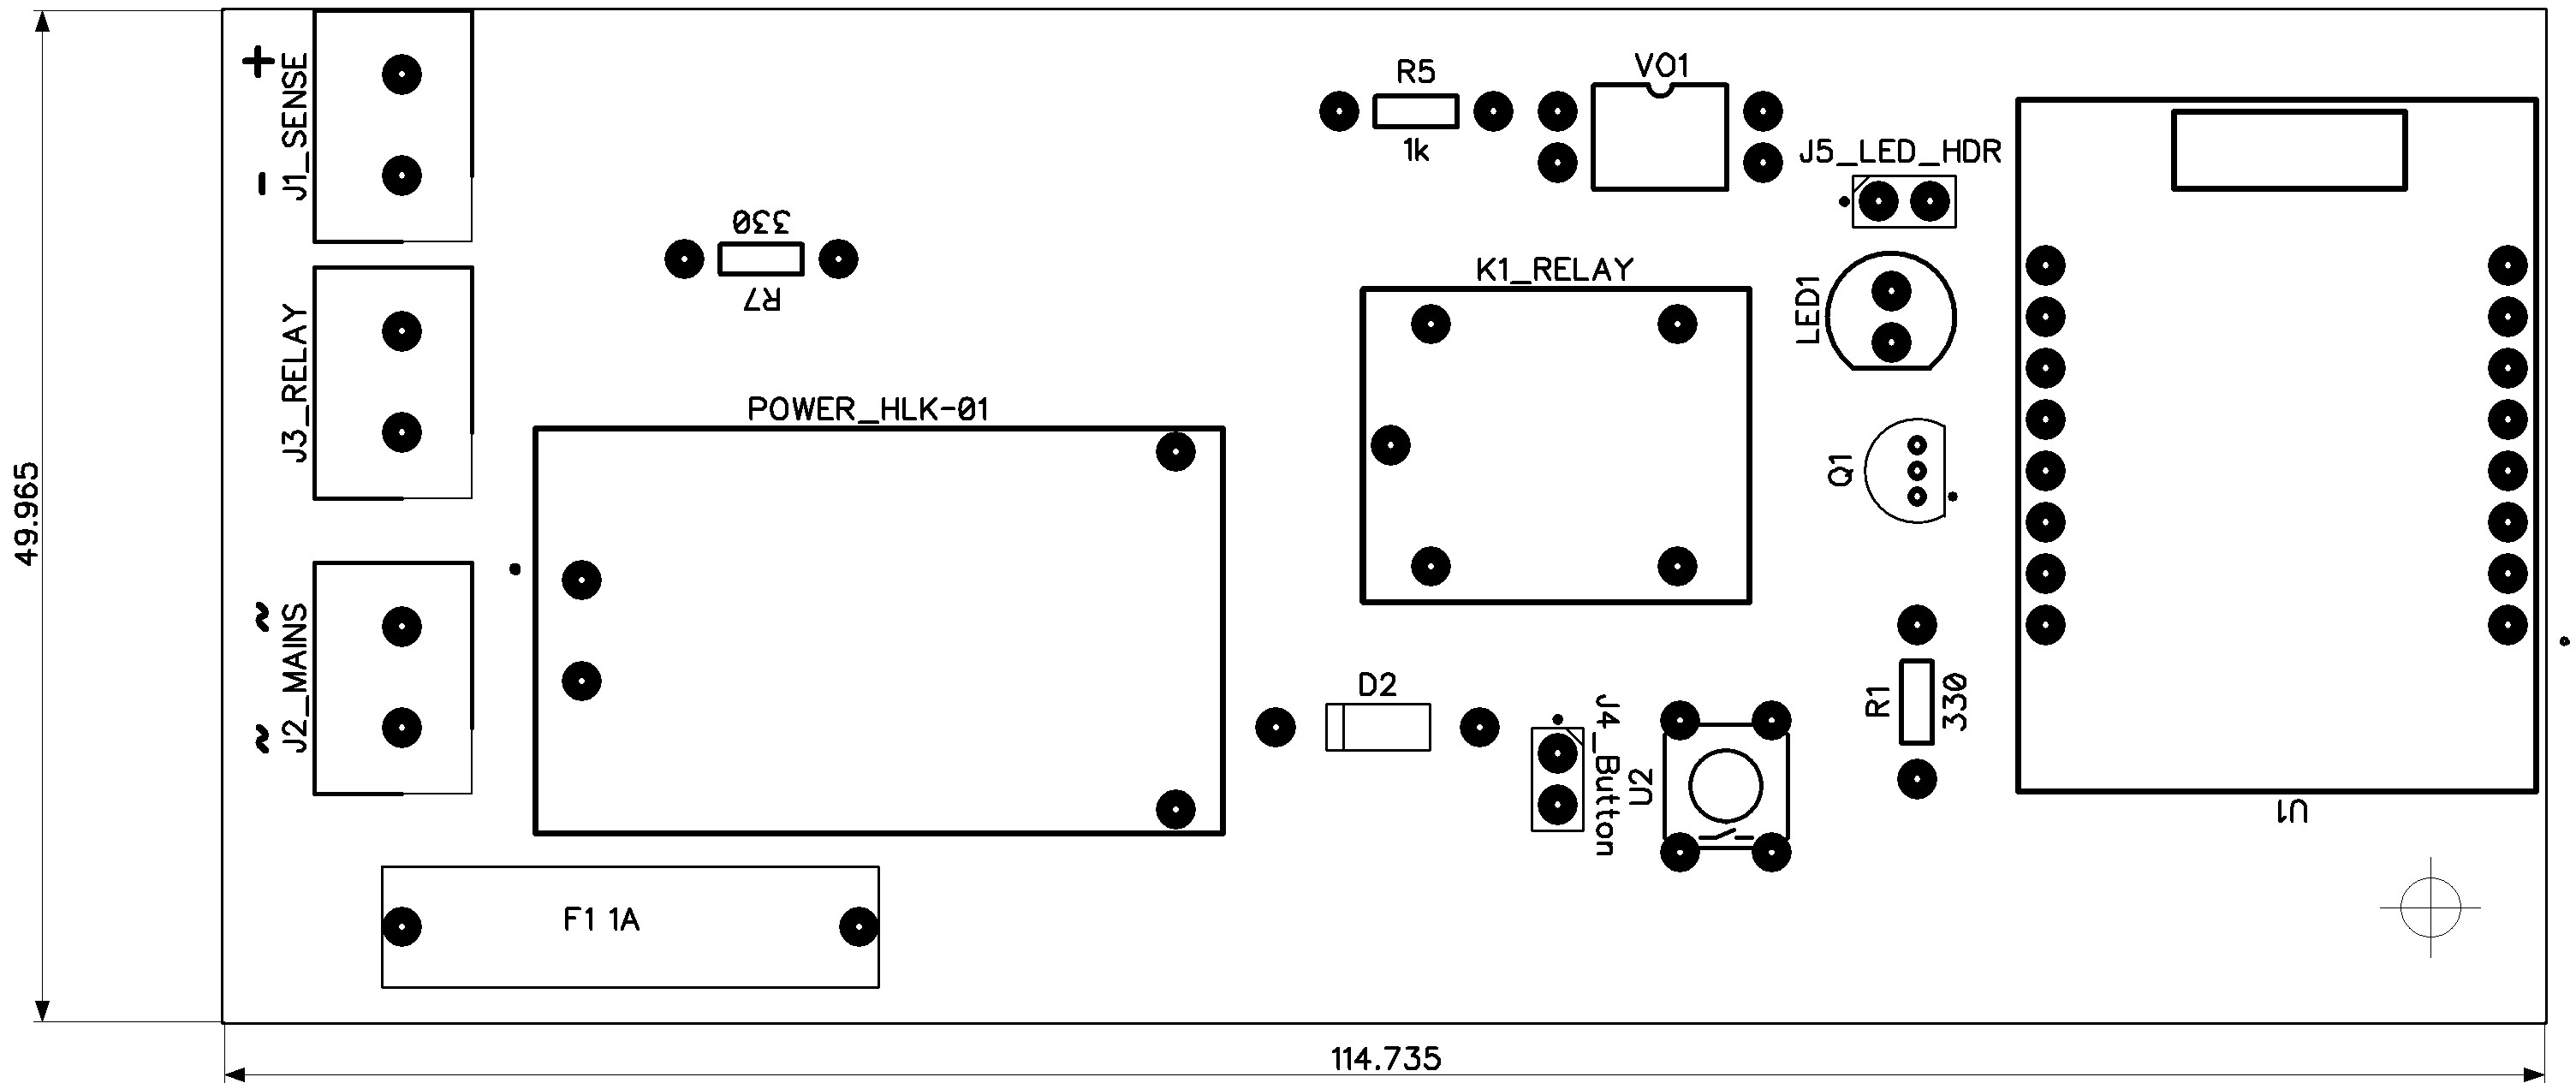 +
J1_SENSE
-
R5
1k
VO1
J5_LED_HDR
330
R7
K1_RELAY
LED1
J3_RELAY
POWER_HLK-01
Q1
49.965
~
J2_MAINS
~
D2
J4_Button
U2
R1
330
U1
F1 1A
114.735